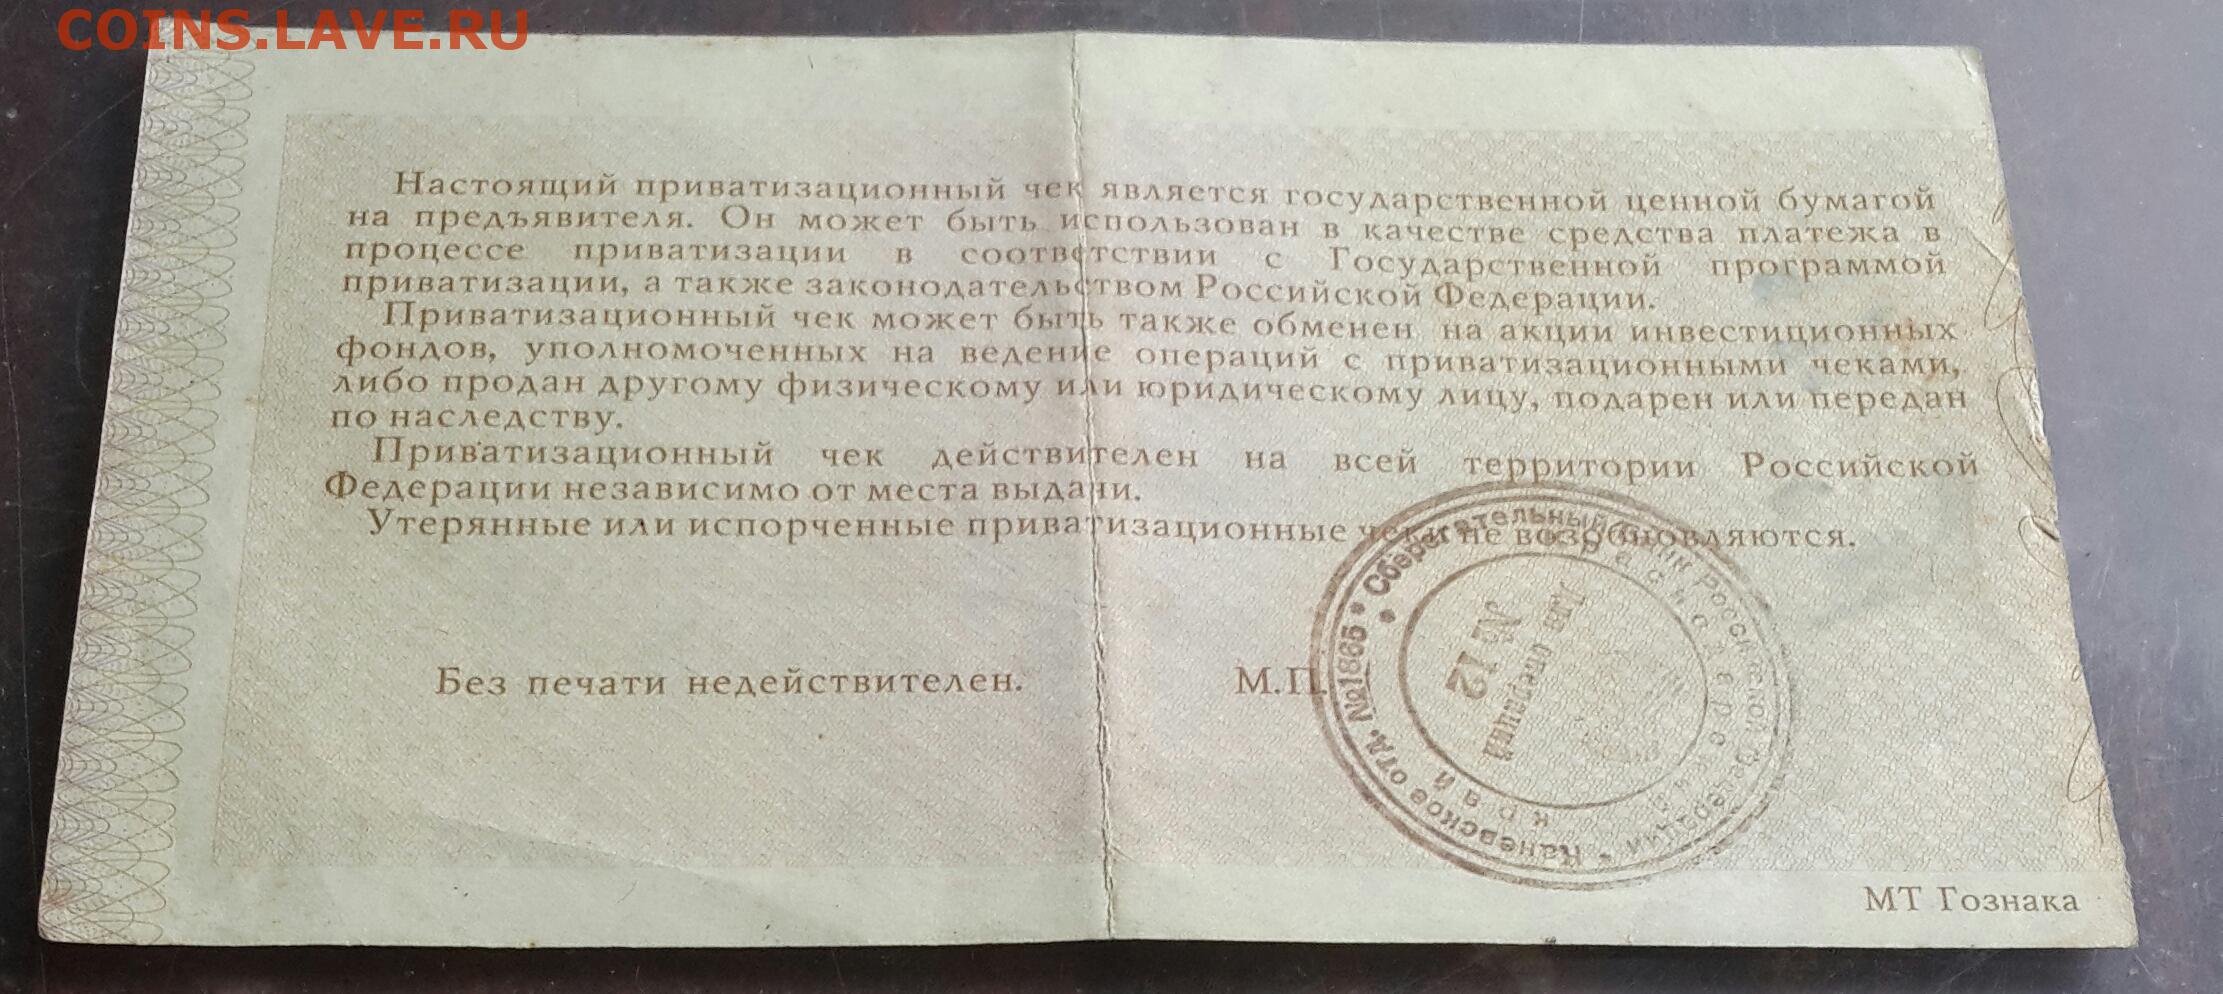 COINS.LAVE.RU
Настоящий приватизационный чек является государственной ценной бумагой
на предъявителя. Он может быть использован в качестве средства платежа в
процессе приватизации в соответствии с Государственной программой
приватизации, а также законодательством Российской Федерации.
Приватизационный чек может быть также обменен на акции инвестиционных
фондов, уполномоченных на ведение операций с приватизационными чеками,
либо продан другому физическому или юридическому лицу, подарен или передан
по наследству.
Приватизационный чек действителен на всей территории Российской
Федерации независимо от места выдачи.
Утерянные или испорченные приватизационные чеки не возобновляются.
Без печати недействителен. М.П.
* Сберегательный банк Российской Федерации *
Каневское отд. №1865
Краснодарский край
Для операций
№12
МТ Гознака